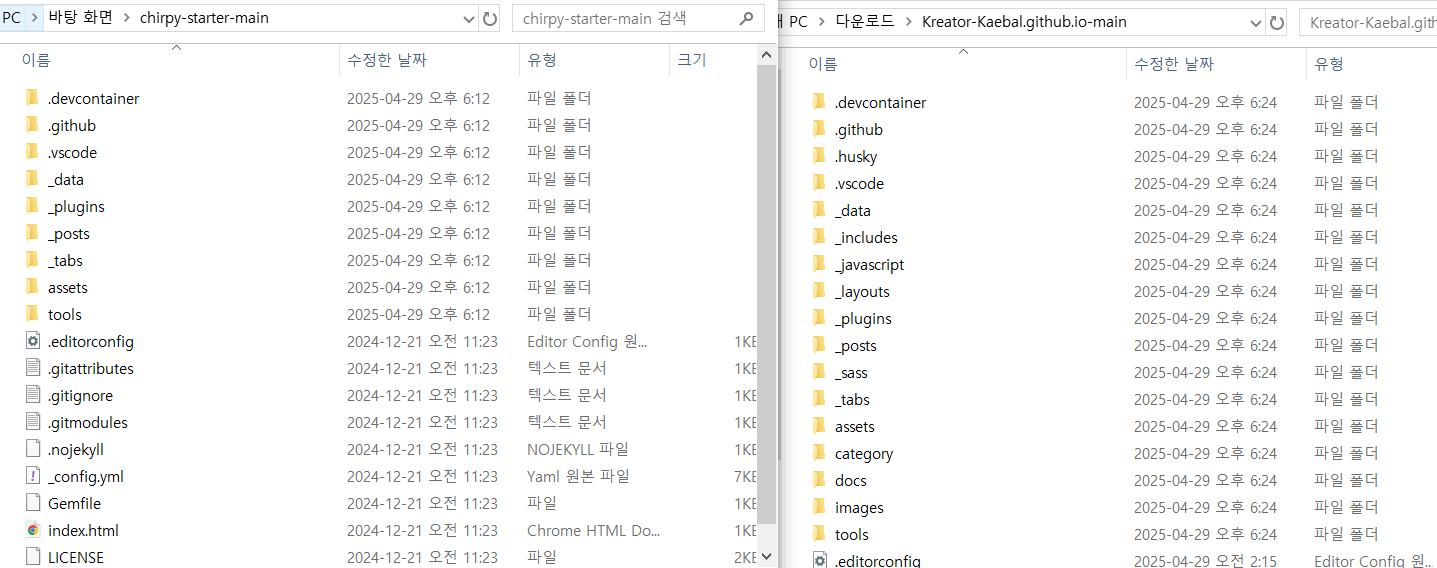 PC > 바탕 화면 > chirpy-starter-main
chirpy-starter-main 검색
이름 수정한 날짜 유형 크기
.devcontainer 2025-04-29 오후 6:12 파일 폴더
.github 2025-04-29 오후 6:12 파일 폴더
.vscode 2025-04-29 오후 6:12 파일 폴더
_data 2025-04-29 오후 6:12 파일 폴더
_plugins 2025-04-29 오후 6:12 파일 폴더
_posts 2025-04-29 오후 6:12 파일 폴더
_tabs 2025-04-29 오후 6:12 파일 폴더
assets 2025-04-29 오후 6:12 파일 폴더
tools 2025-04-29 오후 6:12 파일 폴더
.editorconfig 2024-12-21 오전 11:23 Editor Config 원... 1KB
.gitattributes 2024-12-21 오전 11:23 텍스트 문서 1KB
.gitignore 2024-12-21 오전 11:23 텍스트 문서 1KB
.gitmodules 2024-12-21 오전 11:23 텍스트 문서 1KB
.nojekyll 2024-12-21 오전 11:23 NOJEKYLL 파일 1KB
_config.yml 2024-12-21 오전 11:23 Yaml 원본 파일 7KB
Gemfile 2024-12-21 오전 11:23 파일 1KB
index.html 2024-12-21 오전 11:23 Chrome HTML Do... 1KB
LICENSE 2024-12-21 오전 11:23 파일 2KB
PC > 다운로드 > Kreator-Kaebal.github.io-main
Kreator-Kaebal.gith
이름 수정한 날짜 유형
.devcontainer 2025-04-29 오후 6:24 파일 폴더
.github 2025-04-29 오후 6:24 파일 폴더
.husky 2025-04-29 오후 6:24 파일 폴더
.vscode 2025-04-29 오후 6:24 파일 폴더
_data 2025-04-29 오후 6:24 파일 폴더
_includes 2025-04-29 오후 6:24 파일 폴더
_javascript 2025-04-29 오후 6:24 파일 폴더
_layouts 2025-04-29 오후 6:24 파일 폴더
_plugins 2025-04-29 오후 6:24 파일 폴더
_posts 2025-04-29 오후 6:24 파일 폴더
_sass 2025-04-29 오후 6:24 파일 폴더
_tabs 2025-04-29 오후 6:24 파일 폴더
assets 2025-04-29 오후 6:24 파일 폴더
category 2025-04-29 오후 6:24 파일 폴더
docs 2025-04-29 오후 6:24 파일 폴더
images 2025-04-29 오후 6:24 파일 폴더
tools 2025-04-29 오후 6:24 파일 폴더
.editorconfig 2025-04-29 오전 2:15 Editor Config 원...